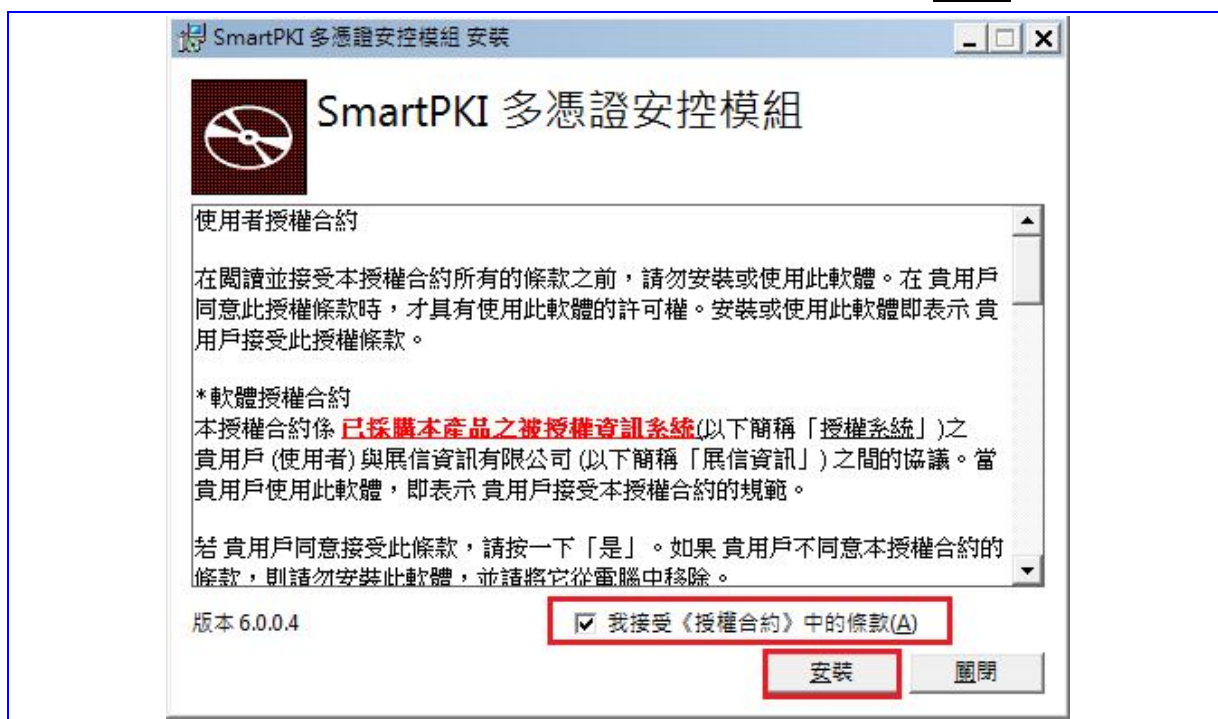 SmartPKI 多憑證安控模組 安裝
SmartPKI 多憑證安控模組
使用者授權合約
在閱讀並接受本授權合約所有的條款之前，請勿安裝或使用此軟體。在 貴用戶
同意此授權條款時，才具有使用此軟體的許可權。安裝或使用此軟體即表示 貴
用戶接受此授權條款。
*軟體授權合約
本授權合約係 已採購本產品之被授權資訊系統(以下簡稱「授權系統」)之
貴用戶 (使用者) 與展信資訊有限公司 (以下簡稱「展信資訊」) 之間的協議。當
貴用戶使用此軟體，即表示 貴用戶接受本授權合約的規範。
若 貴用戶同意接受此條款，請按一下「是」。如果 貴用戶不同意本授權合約的
條款，則請勿安裝此軟體，並請將它從電腦中移除。
版本 6.0.0.4
我接受《授權合約》中的條款(A)
安裝
關閉